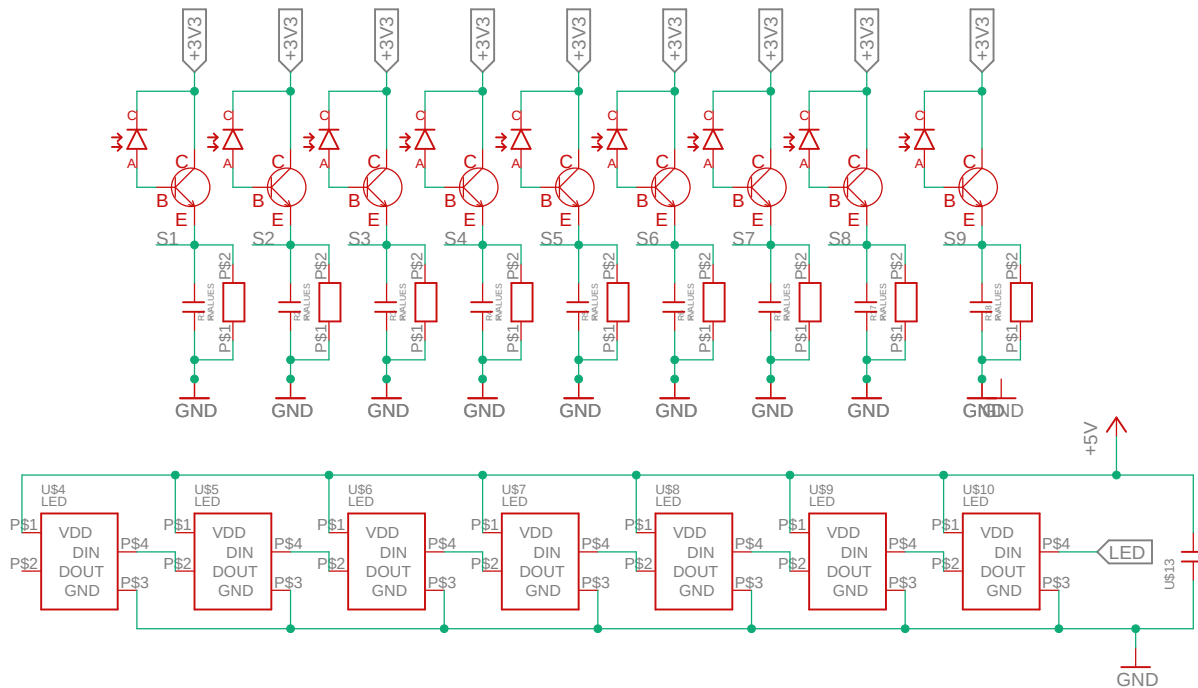 +3V3 +3V3 +3V3 +3V3 +3V3 +3V3 +3V3 +3V3 +3V3
C C C C C C C C C
A C A C A C A C A C A C A C A C A C
B B B B B B B B B
E E E E E E E E E
S1 S2 S3 S4 S5 S6 S7 S8 S9
P$2 P$2 P$2 P$2 P$2 P$2 P$2 P$2 P$2
P$1 P$1 P$1 P$1 P$1 P$1 P$1 P$1 P$1
GND GND GND GND GND GND GND GND GND GND
+5V
U$4 U$5 U$6 U$7 U$8 U$9 U$10
LED LED LED LED LED LED LED
P$1 VDD P$1 VDD P$1 VDD P$1 VDD P$1 VDD P$1 VDD P$1 VDD
DIN P$4 DIN P$4 DIN P$4 DIN P$4 DIN P$4 DIN P$4 DIN P$4 LED
P$2 DOUT P$2 DOUT P$2 DOUT P$2 DOUT P$2 DOUT P$2 DOUT P$2 DOUT
GND P$3 GND P$3 GND P$3 GND P$3 GND P$3 GND P$3 GND P$3
U$13
GND